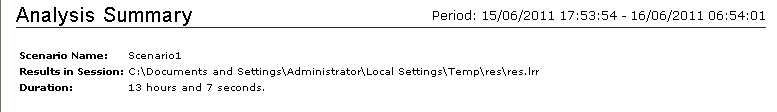 Analysis Summary Period: 15/06/2011 17:53:54 - 16/06/2011 06:54:01
Scenario Name: Scenario1
Results in Session: C:\Documents and Settings\Administrator\Local Settings\Temp\res\res.lrr
Duration: 13 hours and 7 seconds.